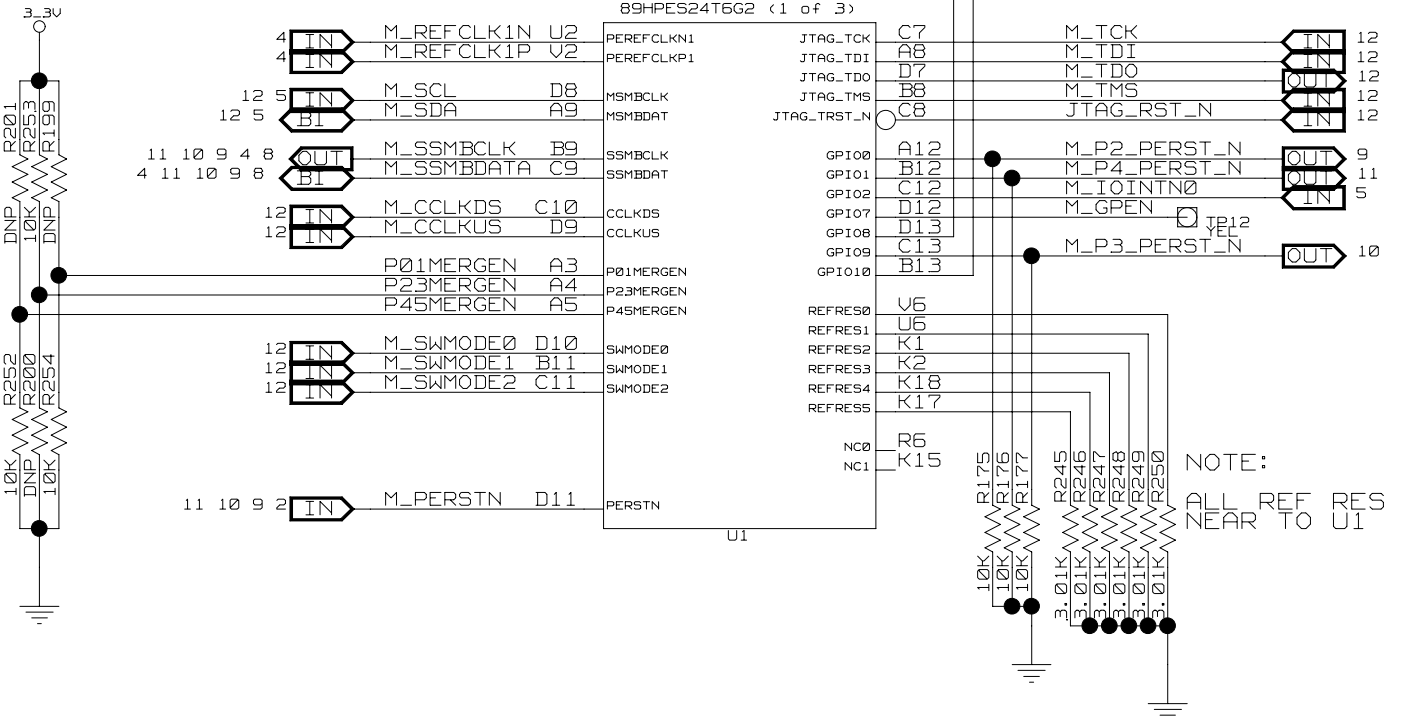 89HPES24T6G2 (1 of 3)
3_3V
4 IN M_REFCLK1N U2 PEREFCLKN1
4 IN M_REFCLK1P V2 PEREFCLKP1
12 5 IN M_SCL D8 MSMBCLK
12 5 BI M_SDA A9 MSMBDAT
11 10 9 4 8 OUT M_SSMBCLK B9 SSMBCLK
4 11 10 9 8 BI M_SSMBDATA C9 SSMBDAT
12 IN M_CCLKDS C10 CCLKDS
12 IN M_CCLKUS D9 CCLKUS
P01MERGEN A3 P01MERGEN
P23MERGEN A4 P23MERGEN
P45MERGEN A5 P45MERGEN
12 IN M_SWMODE0 D10 SWMODE0
12 IN M_SWMODE1 B11 SWMODE1
12 IN M_SWMODE2 C11 SWMODE2
11 10 9 2 IN M_PERSTN D11 PERSTN
R201 DNP
R253 10K
R199 DNP
R252 10K
R200 DNP
R254 10K
JTAG_TCK C7 M_TCK IN 12
JTAG_TDI A8 M_TDI IN 12
JTAG_TDO D7 M_TDO OUT 12
JTAG_TMS B8 M_TMS IN 12
JTAG_TRST_N C8 JTAG_RST_N IN 12
GPIO0 A12 M_P2_PERST_N OUT 9
GPIO1 B12 M_P4_PERST_N OUT 11
GPIO2 C12 M_IOINTN0 IN 5
GPIO7 D12 M_GPEN TP12
YEL
GPIO8 D13
GPIO9 C13 M_P3_PERST_N OUT 10
GPIO10 B13
REFRES0 V6
REFRES1 U6
REFRES2 K1
REFRES3 K2
REFRES4 K18
REFRES5 K17
NC0 R6
NC1 K15
U1
R175 10K
R176 10K
R177 10K
R245 3.01K
R246 3.01K
R247 3.01K
R248 3.01K
R249 3.01K
R250 3.01K
NOTE:
ALL REF RES
NEAR TO U1